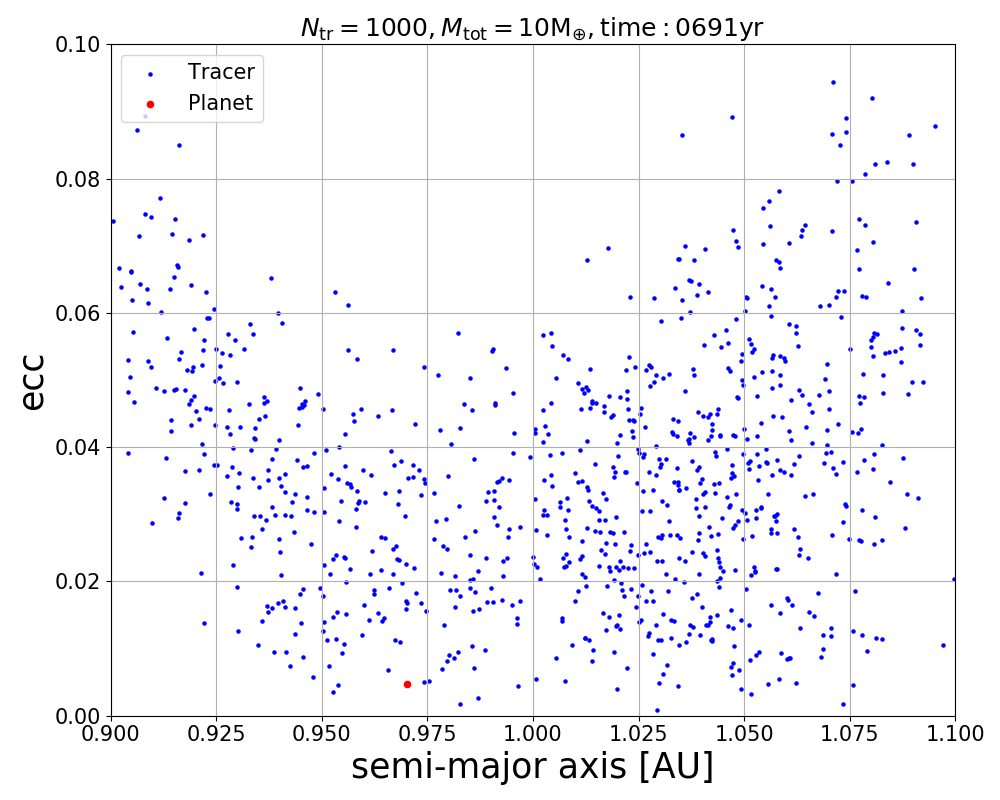 N_tr = 1000, M_tot = 10M_⊕, time : 0691yr
0.10
Tracer
Planet
0.08
0.06
ecc
0.04
0.02
0.00
0.900 0.925 0.950 0.975 1.000 1.025 1.050 1.075 1.100
semi-major axis [AU]